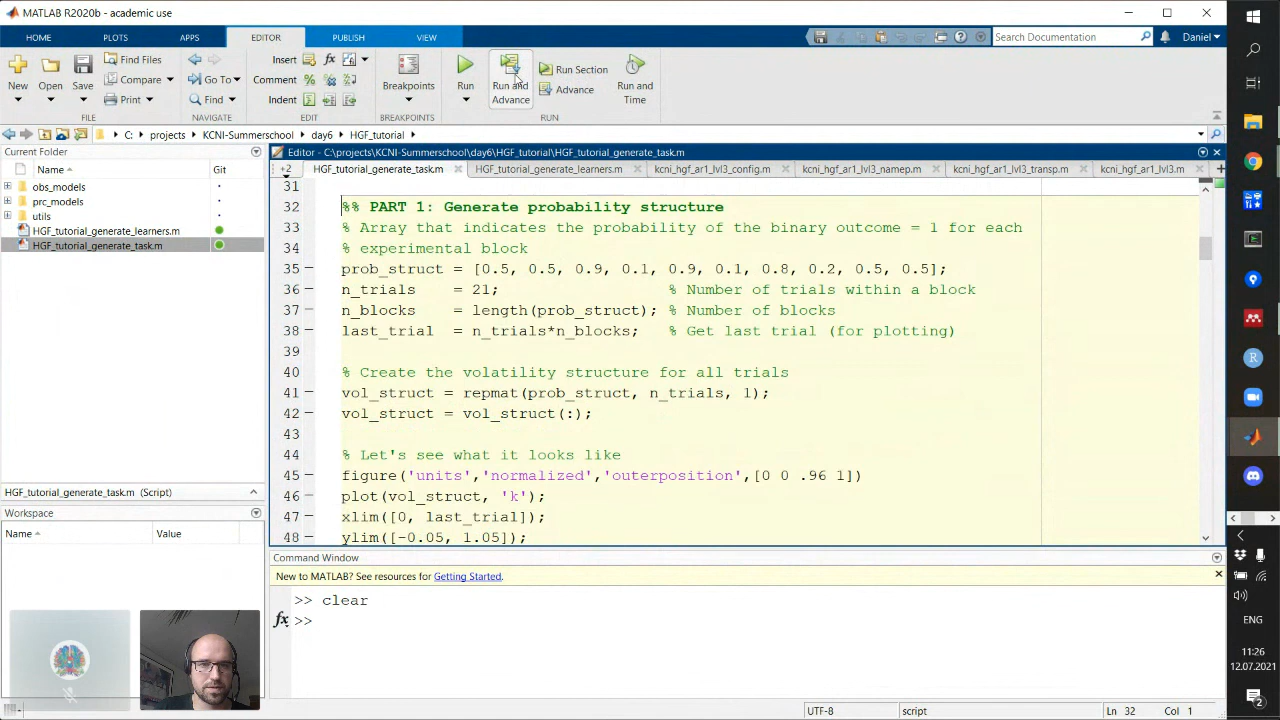 MATLAB R2020b - academic use
HOME PLOTS APPS EDITOR PUBLISH VIEW
Search Documentation
Daniel
New
Open
Save
Find Files
Compare
Print
FILE
Go To
Find
NAVIGATE
Insert
Comment
Indent
EDIT
Breakpoints
BREAKPOINTS
Run
Run and
Advance
Run Section
Advance
Run and
Time
RUN
C: projects KCNI-Summerschool day6 HGF_tutorial
Current Folder
Name Git
obs_models
prc_models
utils
HGF_tutorial_generate_learners.m
HGF_tutorial_generate_task.m
HGF_tutorial_generate_task.m (Script)
Workspace
Name Value
Editor - C:\projects\KCNI-Summerschool\day6\HGF_tutorial\HGF_tutorial_generate_task.m
+2 HGF_tutorial_generate_task.m HGF_tutorial_generate_learners.m kcni_hgf_ar1_lvl3_config.m kcni_hgf_ar1_lvl3_namep.m kcni_hgf_ar1_lvl3_transp.m kcni_hgf_ar1_lvl3.m
31
32 %% PART 1: Generate probability structure
33 % Array that indicates the probability of the binary outcome = 1 for each
34 % experimental block
35 prob_struct = [0.5, 0.5, 0.9, 0.1, 0.9, 0.1, 0.8, 0.2, 0.5, 0.5];
36 n_trials = 21; % Number of trials within a block
37 n_blocks = length(prob_struct); % Number of blocks
38 last_trial = n_trials*n_blocks; % Get last trial (for plotting)
39
40 % Create the volatility structure for all trials
41 vol_struct = repmat(prob_struct, n_trials, 1);
42 vol_struct = vol_struct(:);
43
44 % Let's see what it looks like
45 figure('units','normalized','outerposition',[0 0 .96 1])
46 plot(vol_struct, 'k');
47 xlim([0, last_trial]);
48 ylim([-0.05, 1.05]);
Command Window
New to MATLAB? See resources for Getting Started.
>> clear
fx >>
UTF-8 script Ln 32 Col 1
ENG
11:26
12.07.2021
2